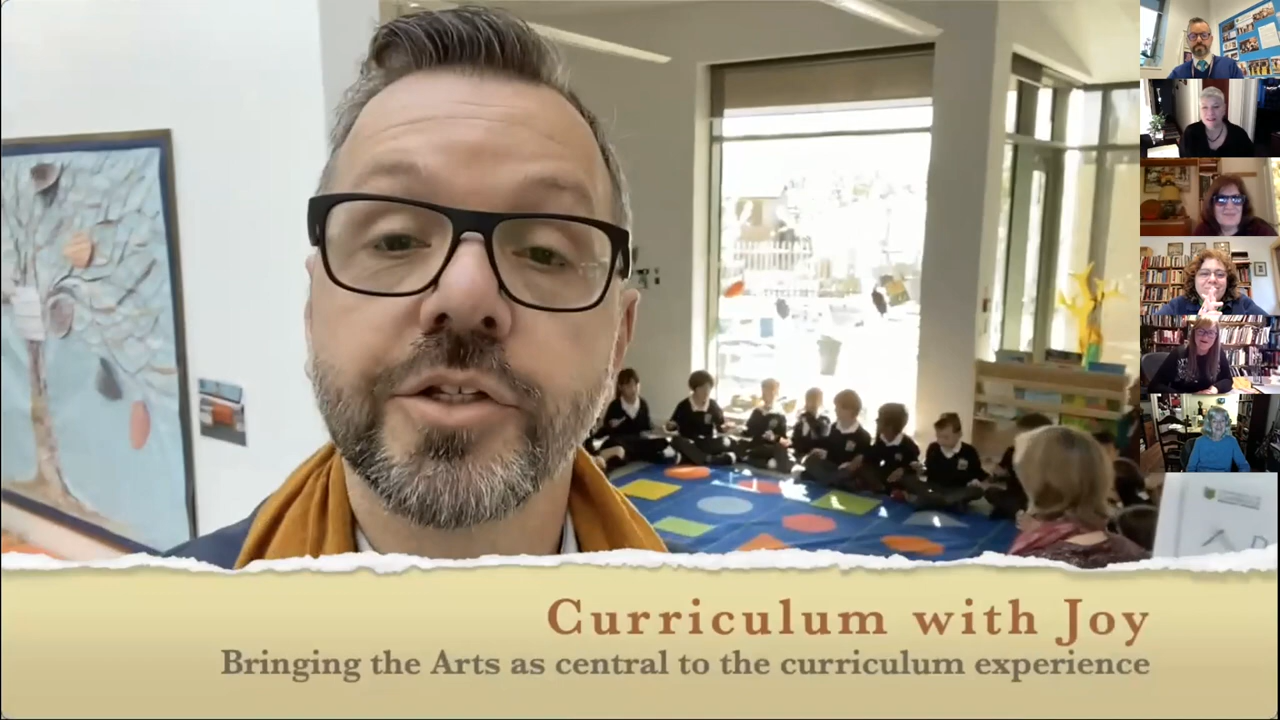 Curriculum with Joy
Bringing the Arts as central to the curriculum experience